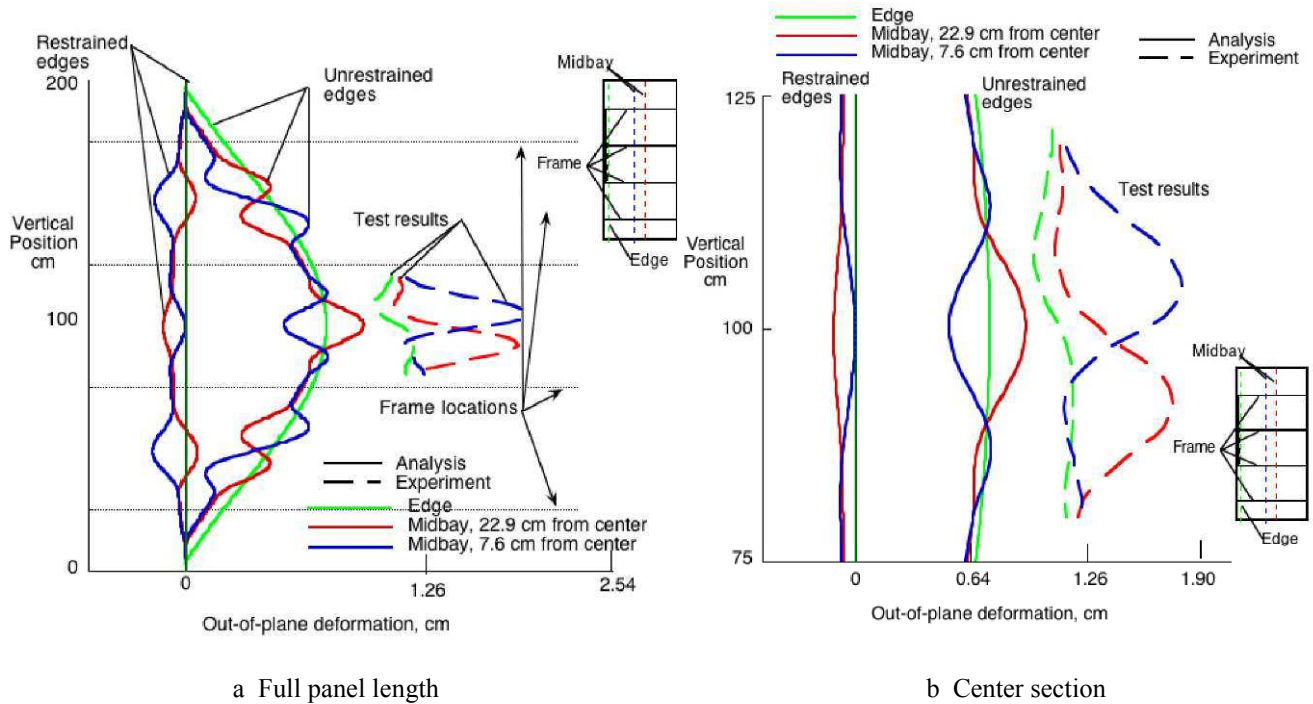 Restrained
edges
Unrestrained
edges
200
Vertical
Position
cm
100
0
Test results
Frame locations
Frame
Midbay
Edge
Analysis
Experiment
Edge
Midbay, 22.9 cm from center
Midbay, 7.6 cm from center
0
1.26
2.54
Out-of-plane deformation, cm
a Full panel length
Edge
Midbay, 22.9 cm from center
Midbay, 7.6 cm from center
Analysis
Experiment
Restrained
edges
Unrestrained
edges
125
Vertical
Position
cm
100
75
Test results
Midbay
Frame
Edge
0
0.64
1.26
1.90
Out-of-plane deformation, cm
b Center section